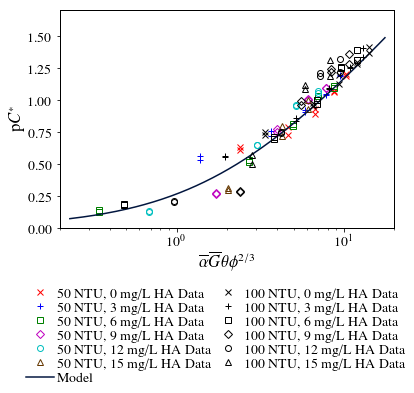 1.50
1.25
1.00
0.75
0.50
0.25
0.00
pC*
10⁰
10¹
α̅G̅θϕ²ᐟ³
50 NTU, 0 mg/L HA Data
50 NTU, 3 mg/L HA Data
50 NTU, 6 mg/L HA Data
50 NTU, 9 mg/L HA Data
50 NTU, 12 mg/L HA Data
50 NTU, 15 mg/L HA Data
Model
100 NTU, 0 mg/L HA Data
100 NTU, 3 mg/L HA Data
100 NTU, 6 mg/L HA Data
100 NTU, 9 mg/L HA Data
100 NTU, 12 mg/L HA Data
100 NTU, 15 mg/L HA Data